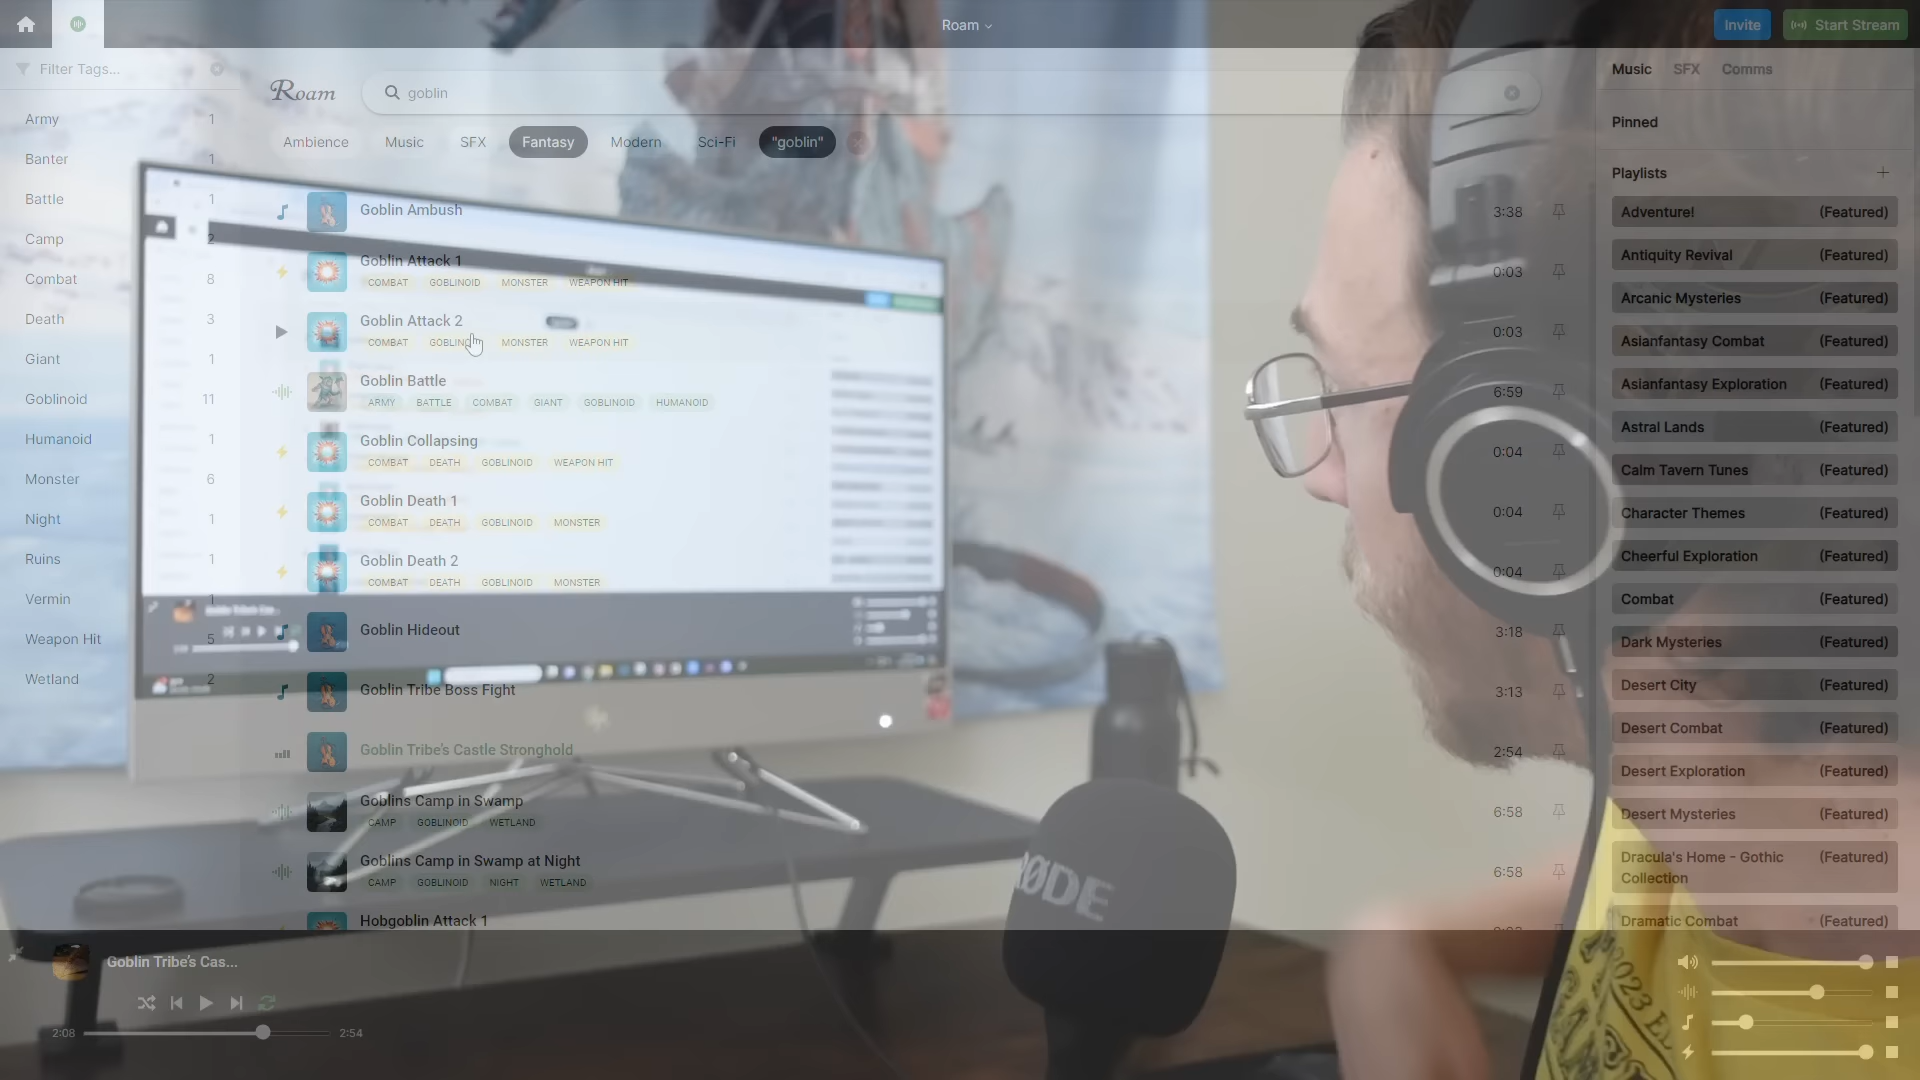 Roam
Invite
Start Stream
Filter Tags...
Roam
goblin
Ambience Music SFX Fantasy Modern Sci-Fi "goblin"
Army 1
Banter 1
Battle 1
Camp 2
Combat 8
Death 3
Giant 1
Goblinoid 11
Humanoid 1
Monster 6
Night 1
Ruins 1
Vermin 1
Weapon Hit 5
Wetland 2
Goblin Ambush 3:38
Goblin Attack 1 0:03
COMBAT GOBLINOID MONSTER WEAPON HIT
Goblin Attack 2 0:03
COMBAT MONSTER WEAPON HIT
Goblin Battle 6:59
ARMY BATTLE COMBAT GIANT GOBLINOID HUMANOID
Goblin Collapsing 0:04
COMBAT DEATH GOBLINOID WEAPON HIT
Goblin Death 1 0:04
COMBAT DEATH GOBLINOID MONSTER
Goblin Death 2 0:04
COMBAT DEATH GOBLINOID MONSTER
Goblin Hideout 3:18
Goblin Tribe Boss Fight 3:13
Goblin Tribe's Castle Stronghold 2:54
Goblins Camp in Swamp 6:58
CAMP GOBLINOID WETLAND
Goblins Camp in Swamp at Night 6:58
CAMP GOBLINOID NIGHT WETLAND
Hobgoblin Attack 1
Music SFX Comms
Pinned
Playlists
Adventure! (Featured)
Antiquity Revival (Featured)
Arcanic Mysteries (Featured)
Asianfantasy Combat (Featured)
Asianfantasy Exploration (Featured)
Astral Lands (Featured)
Calm Tavern Tunes (Featured)
Character Themes (Featured)
Cheerful Exploration (Featured)
Combat (Featured)
Dark Mysteries (Featured)
Desert City (Featured)
Desert Combat (Featured)
Desert Exploration (Featured)
Desert Mysteries (Featured)
Dracula's Home - Gothic (Featured)
Collection
Dramatic Combat (Featured)
RØDE
2023
Goblin Tribe's Cas...
2:08 2:54